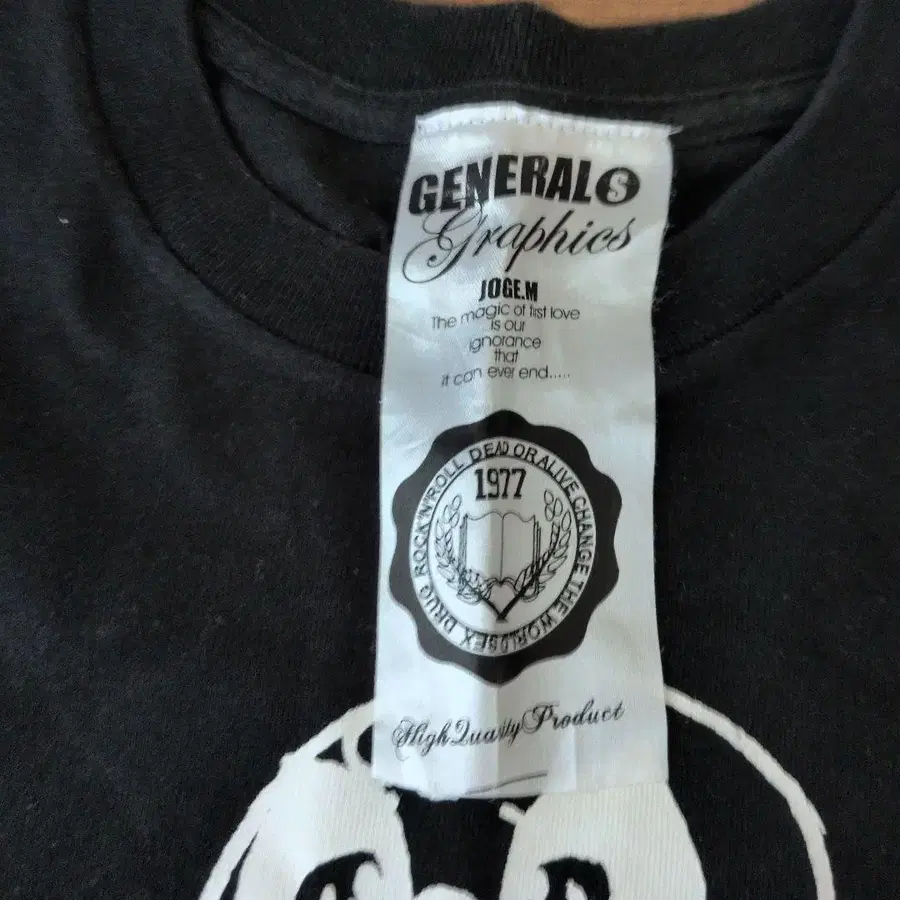 GENERAL S
Graphics
JOGE.M
The magic of first love
is our
ignorance
that
it can ever end.....
1977
SEX DRUG ROCK'N'ROLL DEAD OR ALIVE CHANGE THE WORLD
High Quality Product